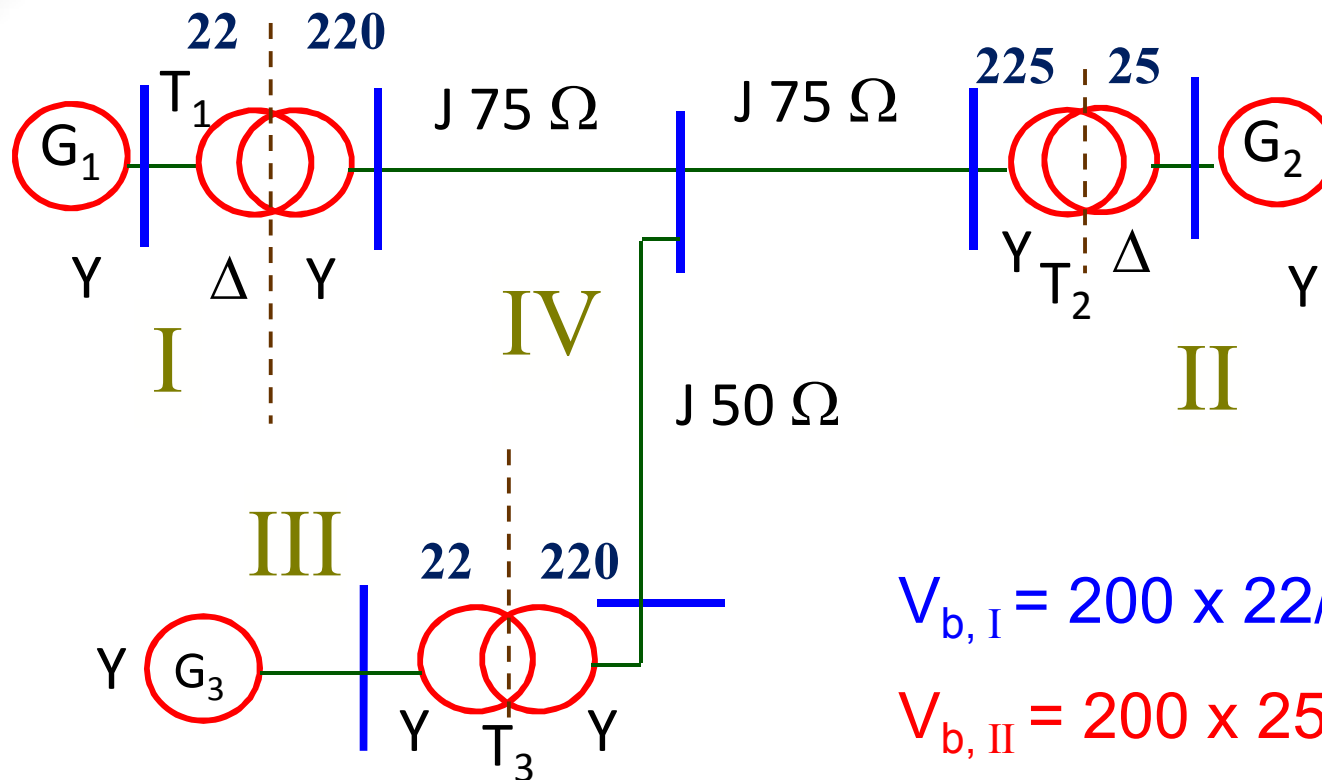 22 220
225 25
T1
J 75 Ω
J 75 Ω
G1
G2
Y Δ Y
Y T2 Δ
Y
I
IV
II
J 50 Ω
III
22 220
G3
Y
Y T3 Y
Vb, I = 200 x 22/
Vb, II = 200 x 25